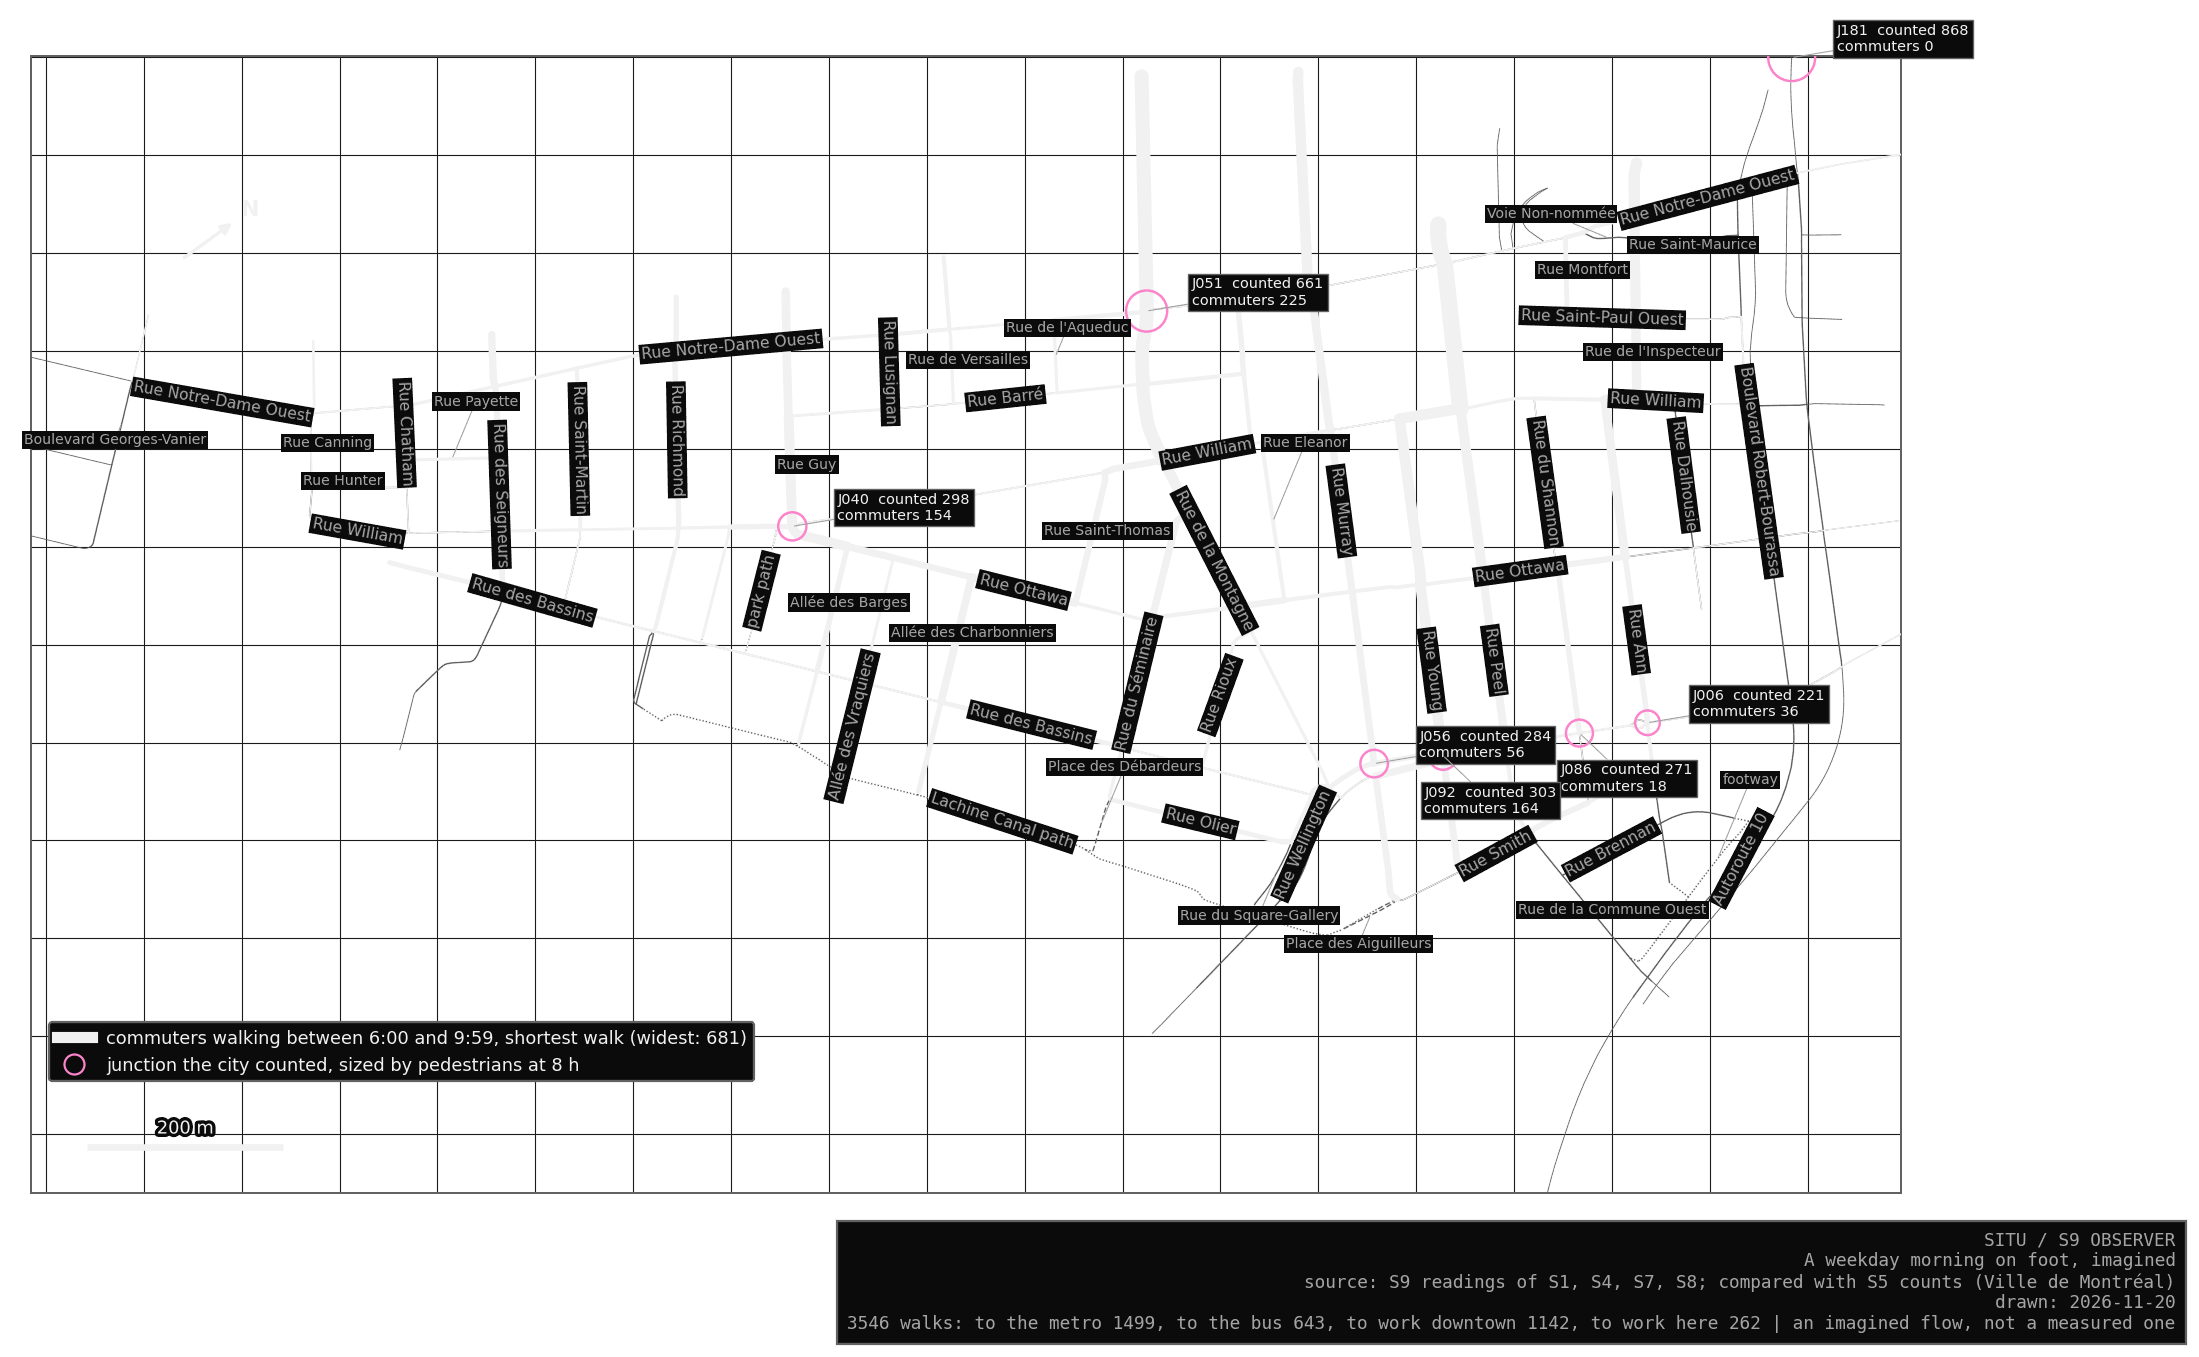 J181 counted 868
commuters 0
N
Rue Notre-Dame Ouest
Voie Non-nommée
Rue Saint-Maurice
Rue Montfort
J051 counted 661
commuters 225
Rue Saint-Paul Ouest
Rue de l'Aqueduc
Rue Notre-Dame Ouest
Rue Lusignan
Rue de Versailles
Rue de l'Inspecteur
Rue Notre-Dame Ouest
Rue Chatham
Rue Payette
Rue Barré
Rue William
Boulevard Robert-Bourassa
Boulevard Georges-Vanier
Rue Canning
Rue des Seigneurs
Rue Saint-Martin
Rue Richmond
Rue Guy
Rue William
Rue Eleanor
Rue Murray
Rue du Shannon
Rue Dalhousie
Rue Hunter
J040 counted 298
commuters 154
Rue William
Rue Saint-Thomas
Rue de la Montagne
Rue Ottawa
Rue des Bassins
park path
Allée des Barges
Rue Ottawa
Allée des Charbonniers
Rue du Séminaire
Rue Rioux
Rue Young
Rue Peel
Rue Ann
Allée des Vraquiers
Rue des Bassins
J006 counted 221
commuters 36
J056 counted 284
commuters 56
Place des Débardeurs
J086 counted 271
commuters 18
footway
J092 counted 303
commuters 164
Lachine Canal path
Rue Olier
Rue Wellington
Rue Smith
Rue Brennan
Autoroute 10
Rue du Square-Gallery
Rue de la Commune Ouest
Place des Aiguilleurs
commuters walking between 6:00 and 9:59, shortest walk (widest: 681)
junction the city counted, sized by pedestrians at 8 h
200 m
SITU / S9 OBSERVER
A weekday morning on foot, imagined
source: S9 readings of S1, S4, S7, S8; compared with S5 counts (Ville de Montréal)
drawn: 2026-11-20
3546 walks: to the metro 1499, to the bus 643, to work downtown 1142, to work here 262 | an imagined flow, not a measured one